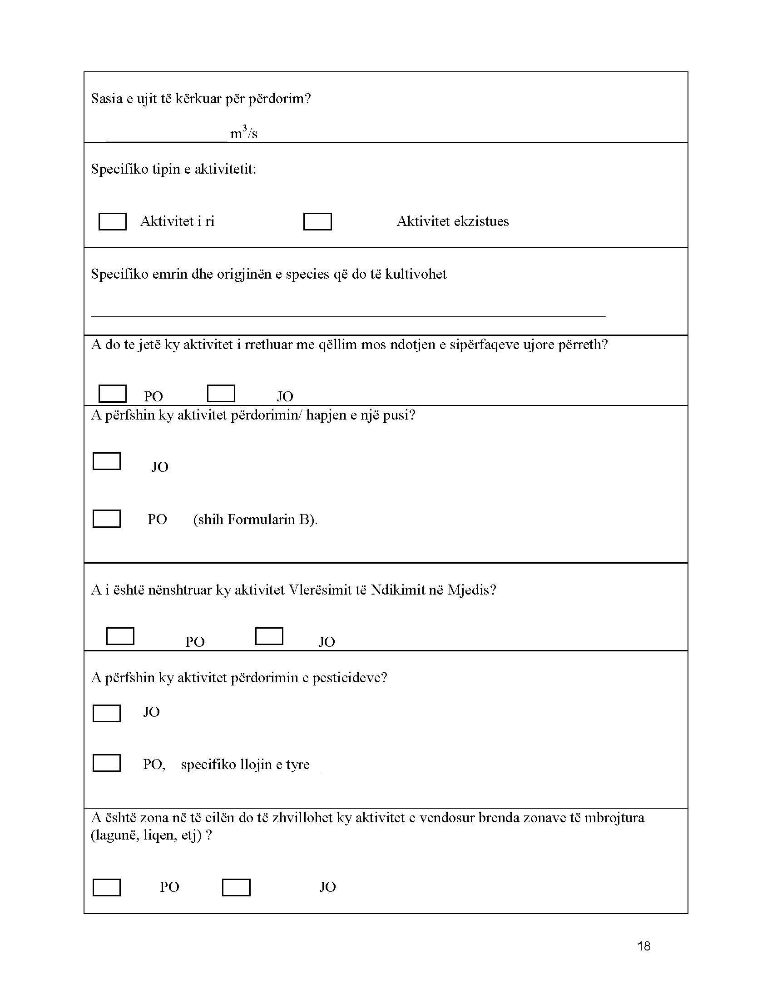 Sasia e ujit të kërkuar për përdorim?
________________ m³/s
Specifiko tipin e aktivitetit:
Aktivitet i ri Aktivitet ekzistues
Specifiko emrin dhe origjinën e species që do të kultivohet
A do te jetë ky aktivitet i rrethuar me qëllim mos ndotjen e sipërfaqeve ujore përreth?
PO JO
A përfshin ky aktivitet përdorimin/ hapjen e një pusi?
JO
PO (shih Formularin B).
A i është nënshtruar ky aktivitet Vlerësimit të Ndikimit në Mjedis?
PO JO
A përfshin ky aktivitet përdorimin e pesticideve?
JO
PO, specifiko llojin e tyre ________________
A është zona në të cilën do të zhvillohet ky aktivitet e vendosur brenda zonave të mbrojtura
(lagunë, liqen, etj) ?
PO JO
18